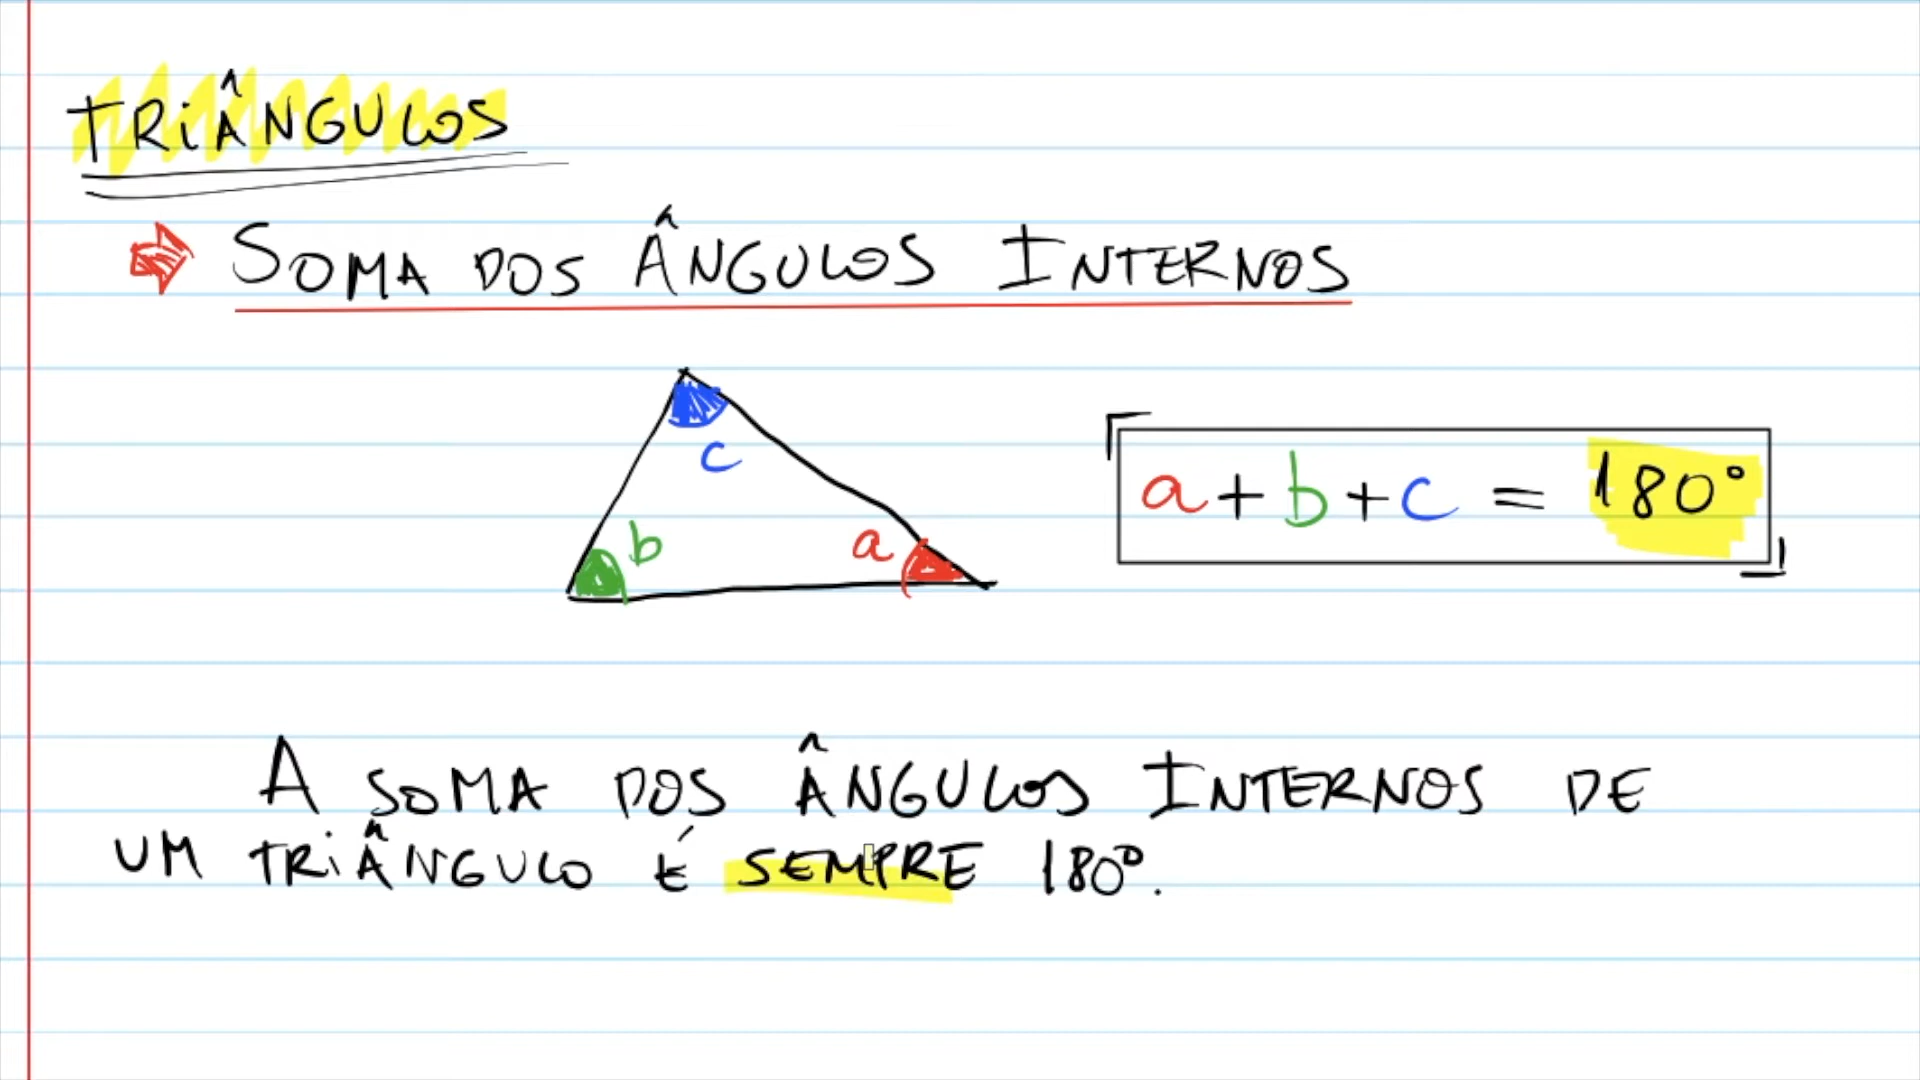 TRIÂNGULOS
SOMA DOS ÂNGULOS INTERNOS
c
b
a
a+b+c = 180°
A SOMA DOS ÂNGULOS INTERNOS DE
UM TRIÂNGULO É SEMPRE 180°.